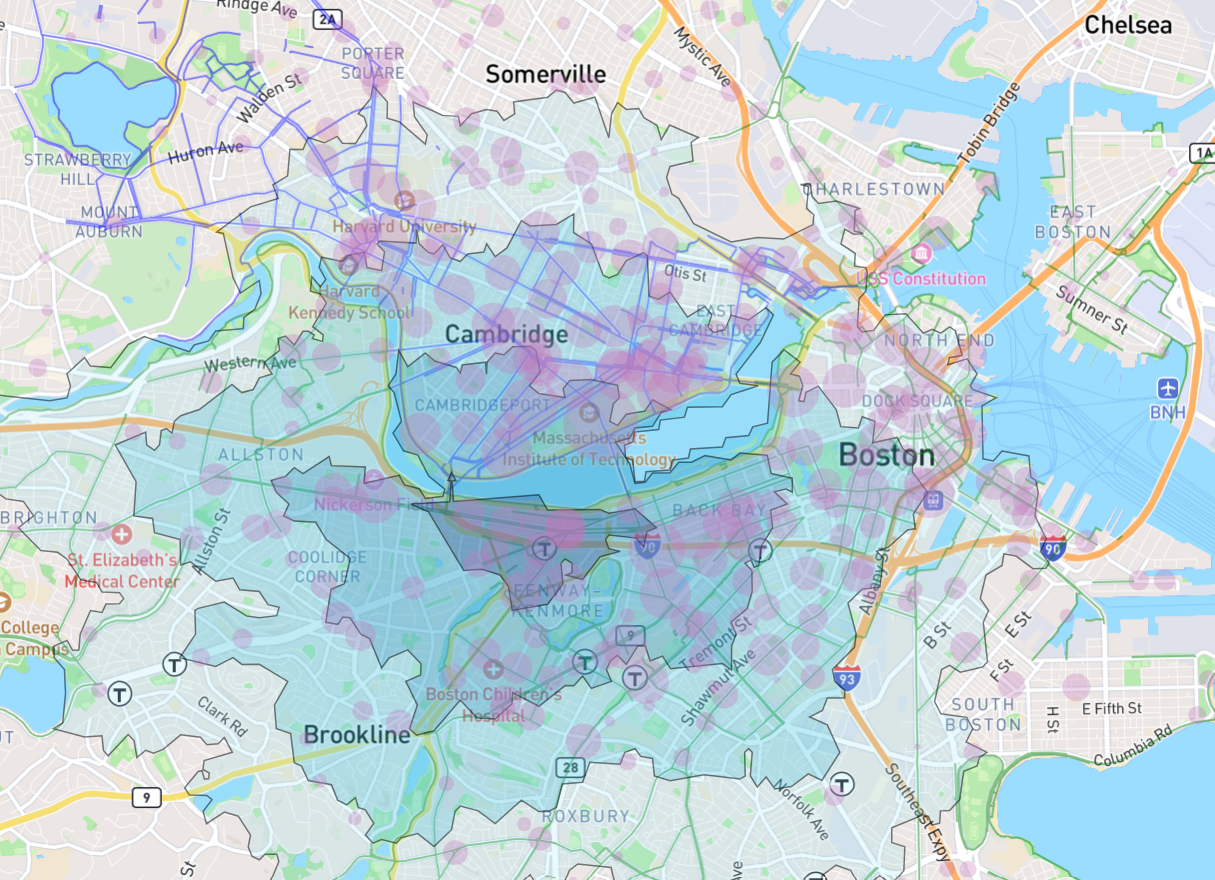 Rindge Ave
2A
Chelsea
PORTER
SQUARE
Somerville
Mystic Ave
Walden St
Tobin Bridge
Huron Ave
1A
STRAWBERRY
HILL
CHARLESTOWN
MOUNT
AUBURN
Harvard University
EAST
BOSTON
Otis St
USS Constitution
Harvard
Kennedy School
Sumner St
EAST
CAMBRIDGE
Cambridge
NORTH END
Western Ave
BNH
CAMBRIDGEPORT
DOCK SQUARE
Massachusetts
Institute of Technology
ALLSTON
Boston
Nickerson Field
BACK BAY
BRIGHTON
Allston St
T
90
T
90
St. Elizabeth's
Medical Center
COOLIDGE
CORNER
Albany St
FENWAY-
KENMORE
College
Campus
9
B St
E St
T
T
Tremont St
T
F St
93
Boston Children's
Hospital
T
Shawmut Ave
Clark Rd
SOUTH
BOSTON
H St
E Fifth St
Brookline
Columbia Rd
28
T
9
Norfolk Ave
Southeast Expy
ROXBURY
St
Ave